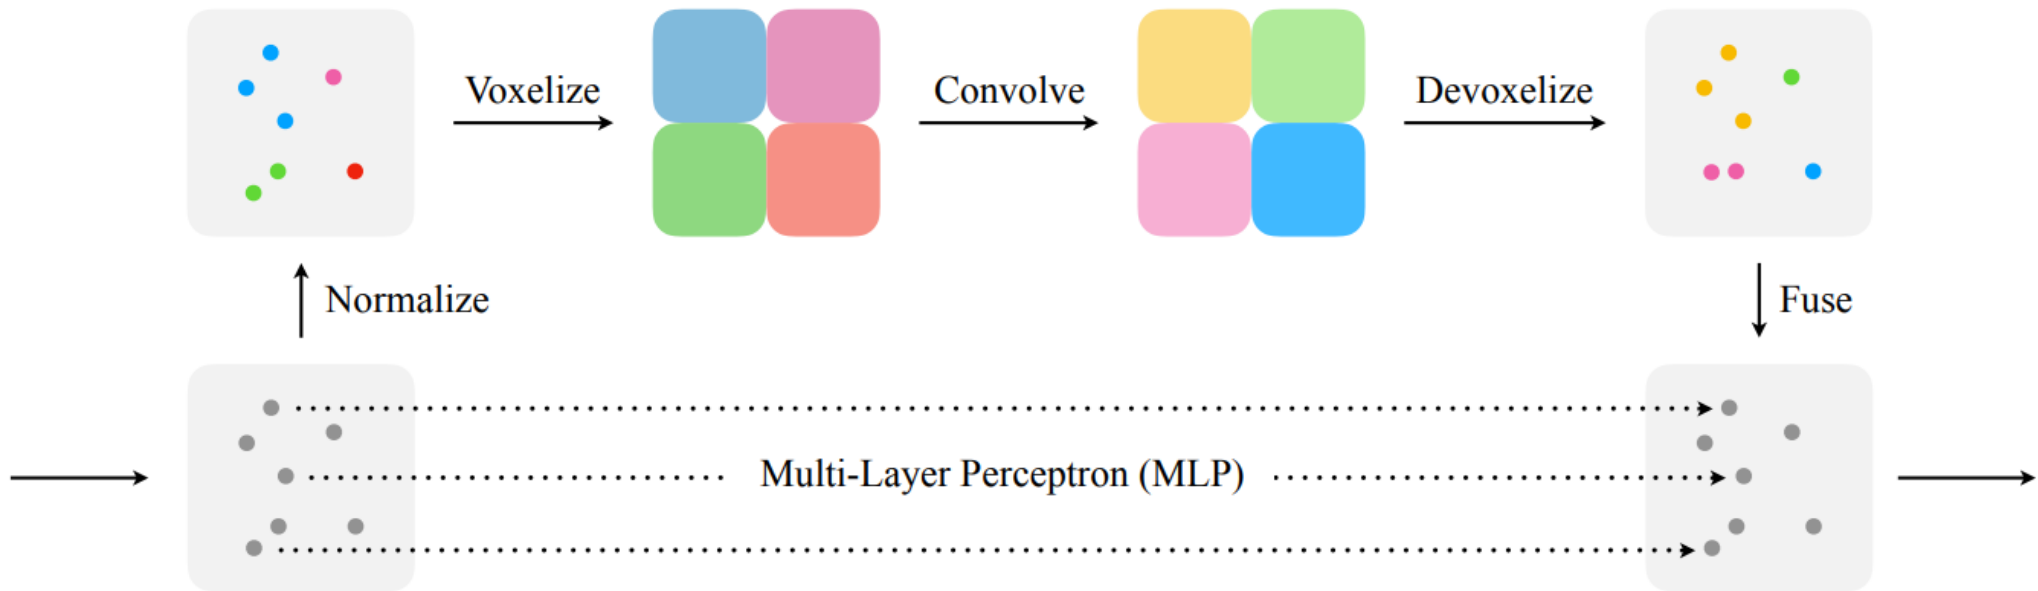 Voxelize
Convolve
Devoxelize
Normalize
Fuse
Multi-Layer Perceptron (MLP)